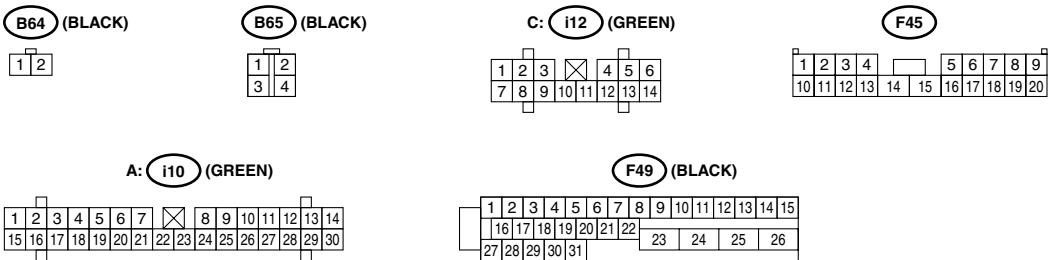 B64 (BLACK)
B65 (BLACK)
C: i12 (GREEN)
F45
1 2
1 2
3 4
1 2 3 4 5 6
7 8 9 10 11 12 13 14
1 2 3 4 5 6 7 8 9
10 11 12 13 14 15 16 17 18 19 20
A: i10 (GREEN)
F49 (BLACK)
1 2 3 4 5 6 7 8 9 10 11 12 13 14
15 16 17 18 19 20 21 22 23 24 25 26 27 28 29 30
1 2 3 4 5 6 7 8 9 10 11 12 13 14 15
16 17 18 19 20 21 22 23 24 25 26
27 28 29 30 31